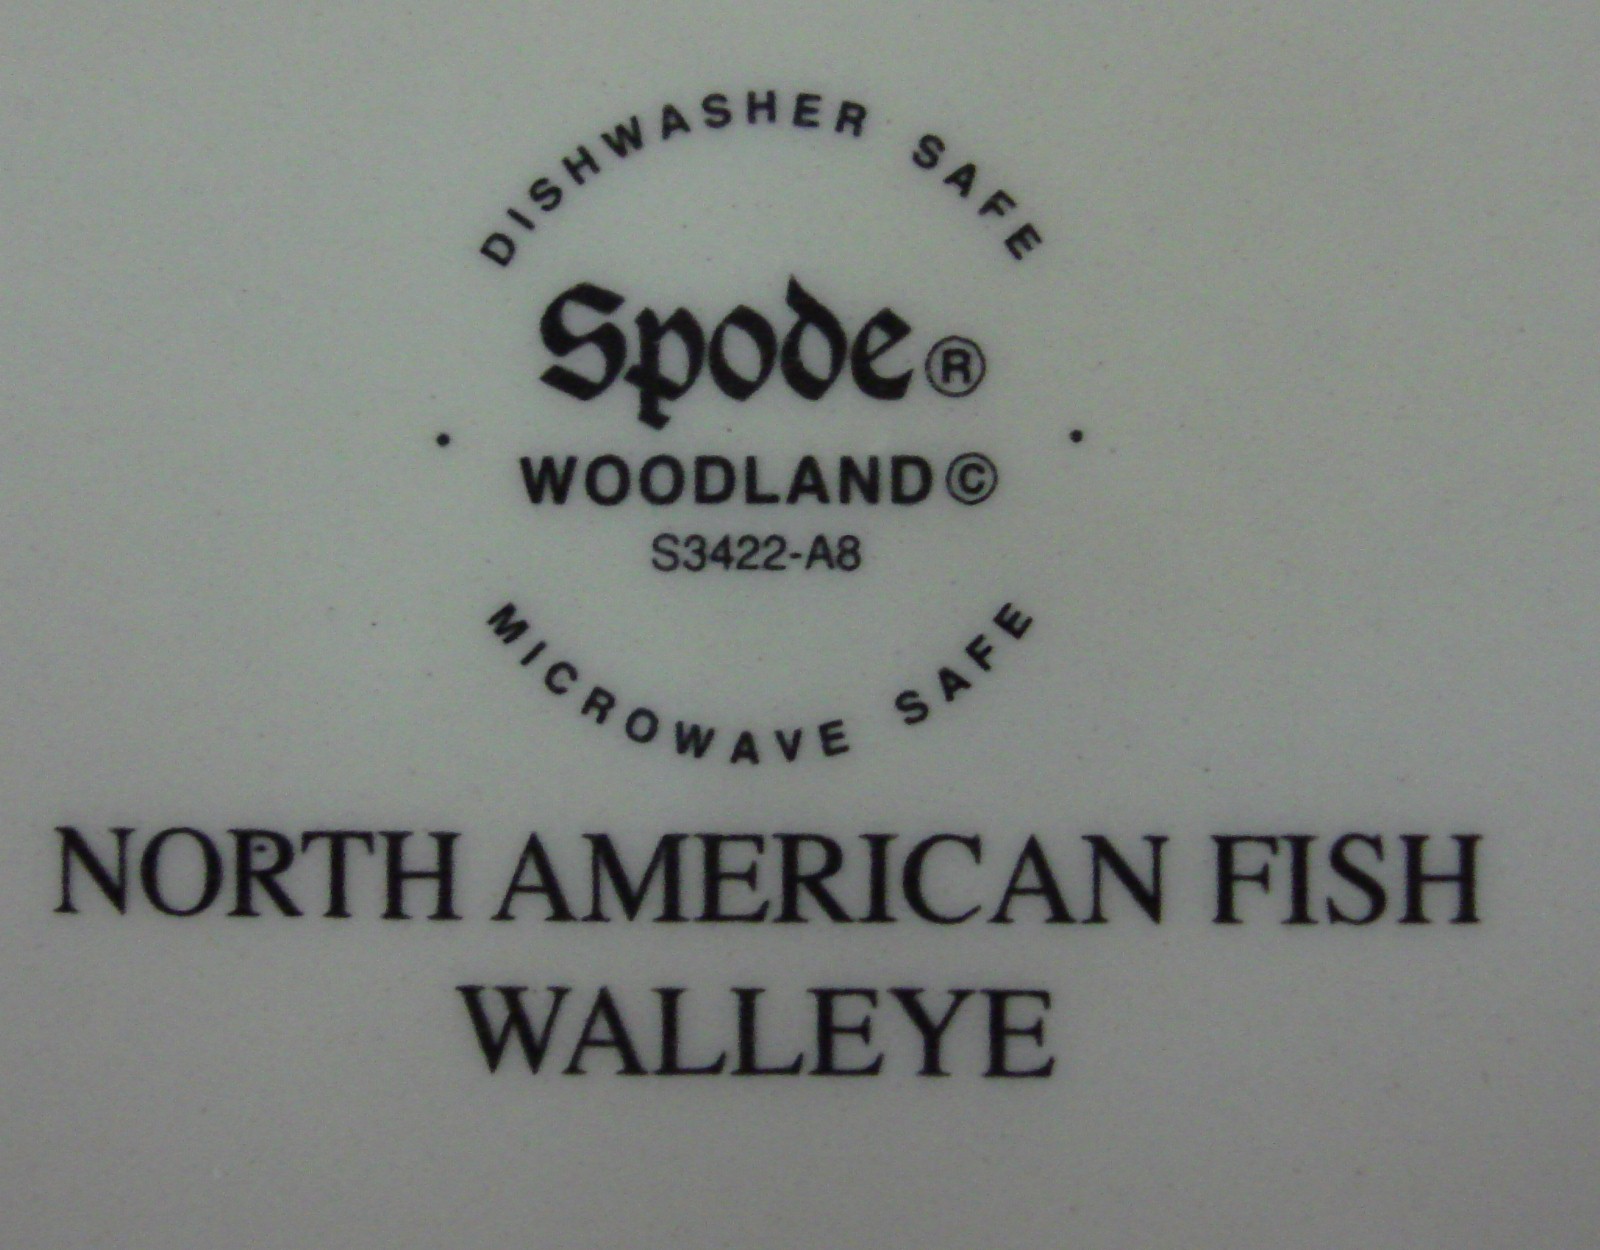 DISHWASHER SAFE
Spode®
WOODLAND©
S3422-A8
MICROWAVE SAFE
NORTH AMERICAN FISH
WALLEYE